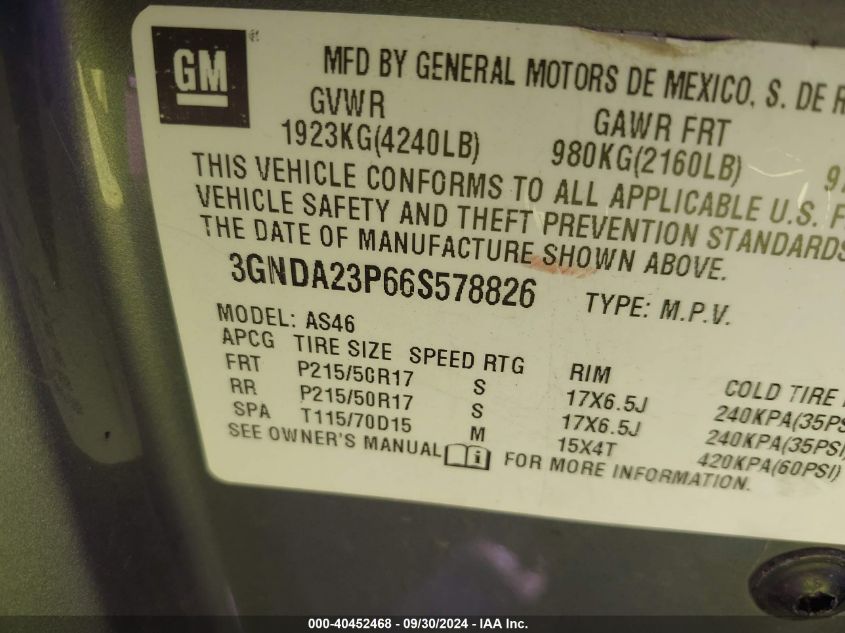 GM ®
MFD BY GENERAL MOTORS DE MEXICO, S. DE R
GVWR GAWR FRT
1923KG(4240LB) 980KG(2160LB) 97
THIS VEHICLE CONFORMS TO ALL APPLICABLE U.S. F
VEHICLE SAFETY AND THEFT PREVENTION STANDARDS
THE DATE OF MANUFACTURE SHOWN ABOVE.
3GNDA23P66S578826 TYPE: M.P.V.
MODEL: AS46
APCG TIRE SIZE SPEED RTG RIM COLD TIRE
FRT P215/50R17 S 17X6.5J 240KPA(35PS
RR P215/50R17 S 17X6.5J 240KPA(35PSI)
SPA T115/70D15 M 15X4T 420KPA(60PSI)
SEE OWNER'S MANUAL i FOR MORE INFORMATION.
000-40452468 - 09/30/2024 - IAA Inc.